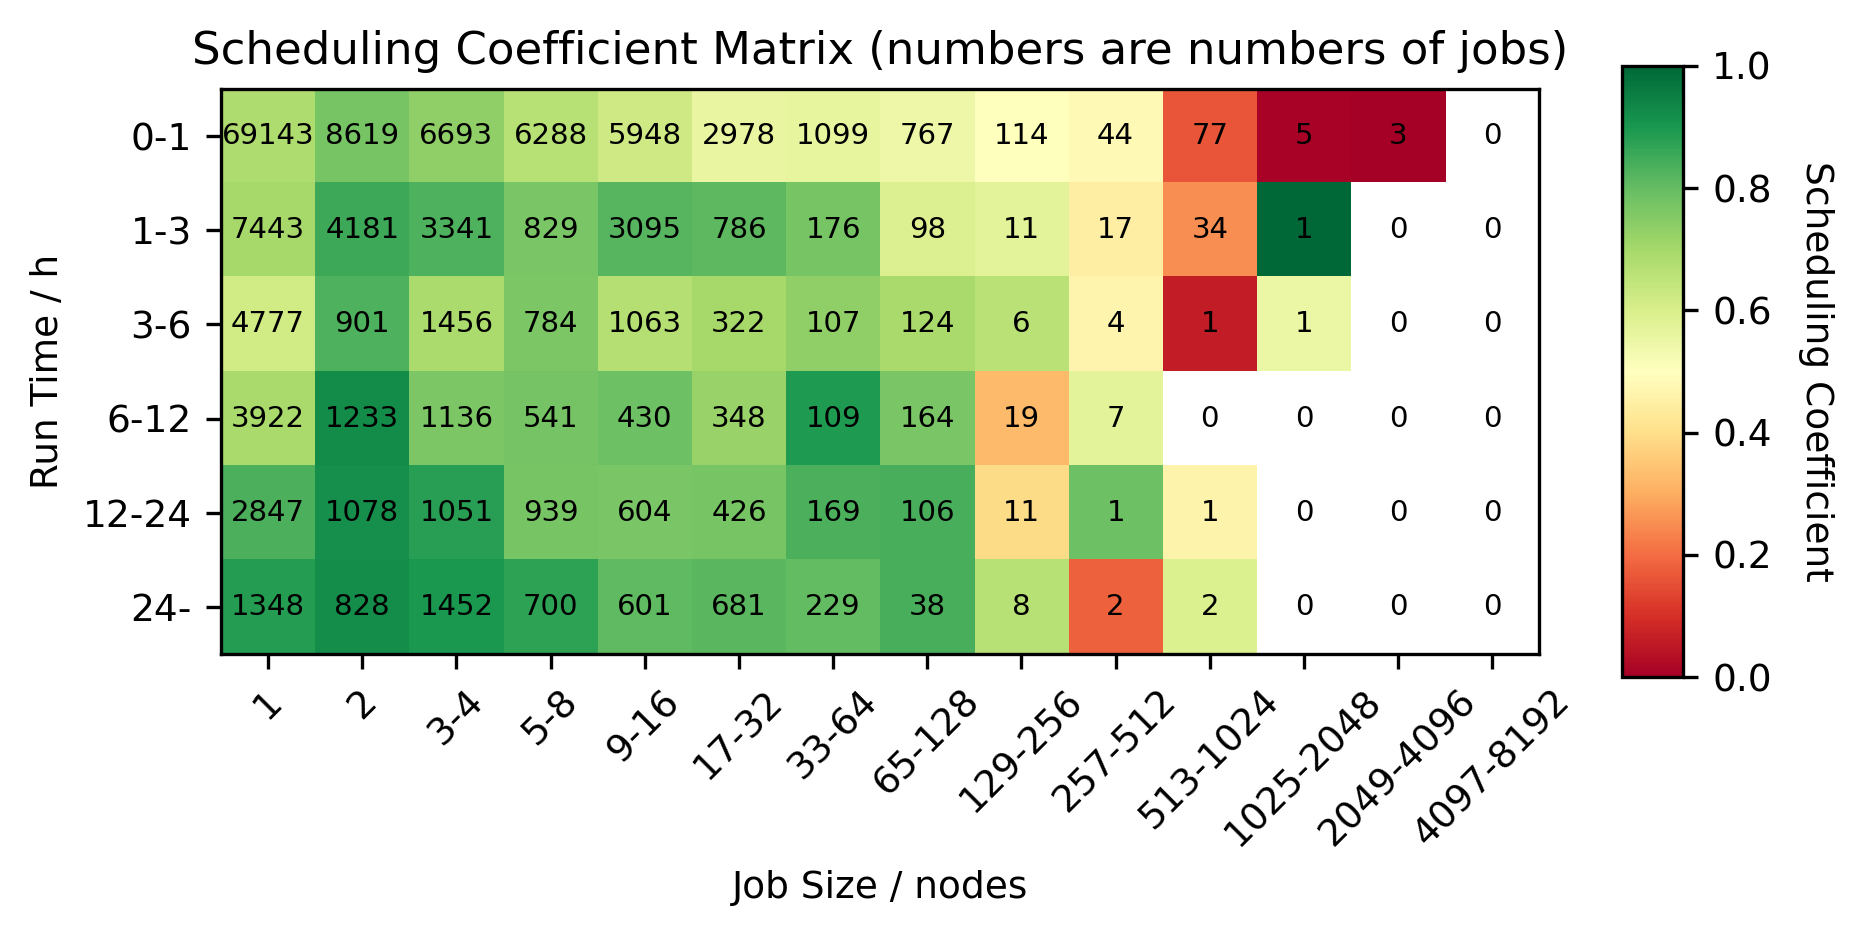 Scheduling Coefficient Matrix (numbers are numbers of jobs)
0-1 69143 8619 6693 6288 5948 2978 1099 767 114 44 77 5 3 0
1-3 7443 4181 3341 829 3095 786 176 98 11 17 34 1 0 0
3-6 4777 901 1456 784 1063 322 107 124 6 4 1 1 0 0
6-12 3922 1233 1136 541 430 348 109 164 19 7 0 0 0 0
12-24 2847 1078 1051 939 604 426 169 106 11 1 1 0 0 0
24- 1348 828 1452 700 601 681 229 38 8 2 2 0 0 0
Run Time / h
1 2 3-4 5-8 9-16 17-32 33-64 65-128 129-256 257-512 513-1024 1025-2048 2049-4096 4097-8192
Job Size / nodes
1.0
0.8
0.6
0.4
0.2
0.0
Scheduling Coefficient